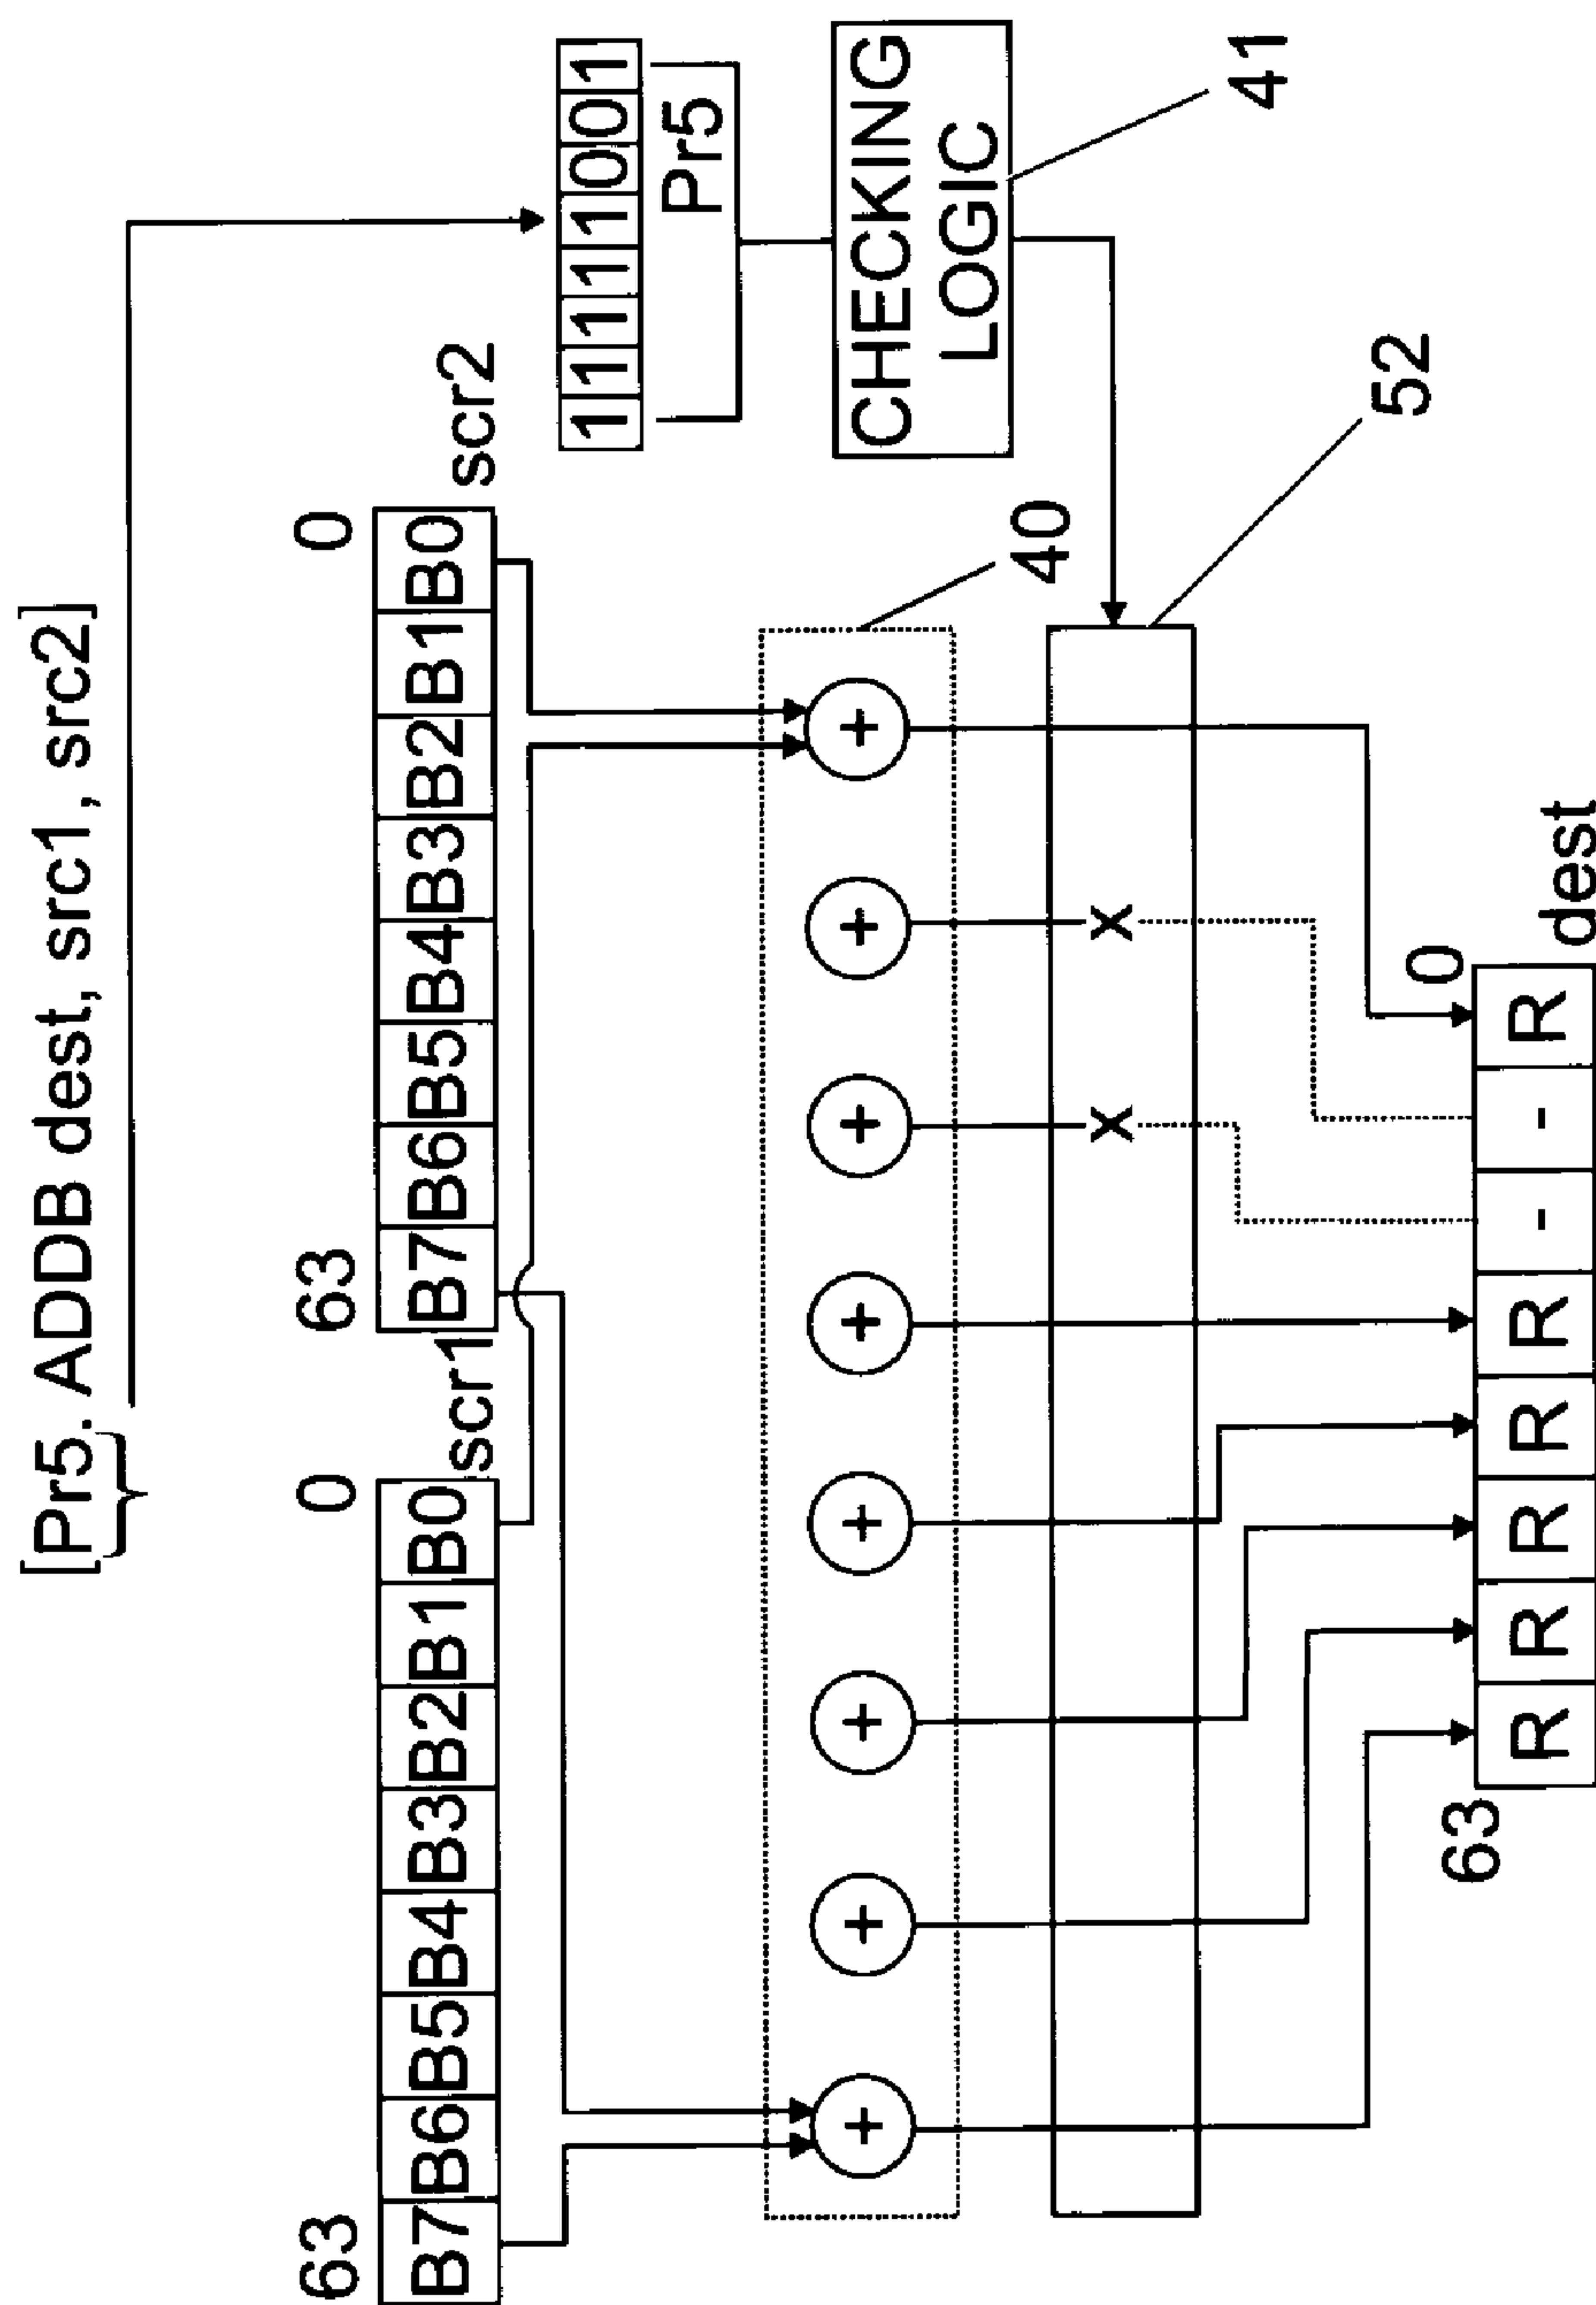 [Pr5. ADDB dest, src1, src2]
63 0 63 0
B7 B6 B5 B4 B3 B2 B1 B0 scr1
B7 B6 B5 B4 B3 B2 B1 B0 scr2
1 1 1 1 1 0 0 1
Pr5
+ + + + + + + +
40
CHECKING
LOGIC
41
x x
52
63 0
R R R R R - - R dest